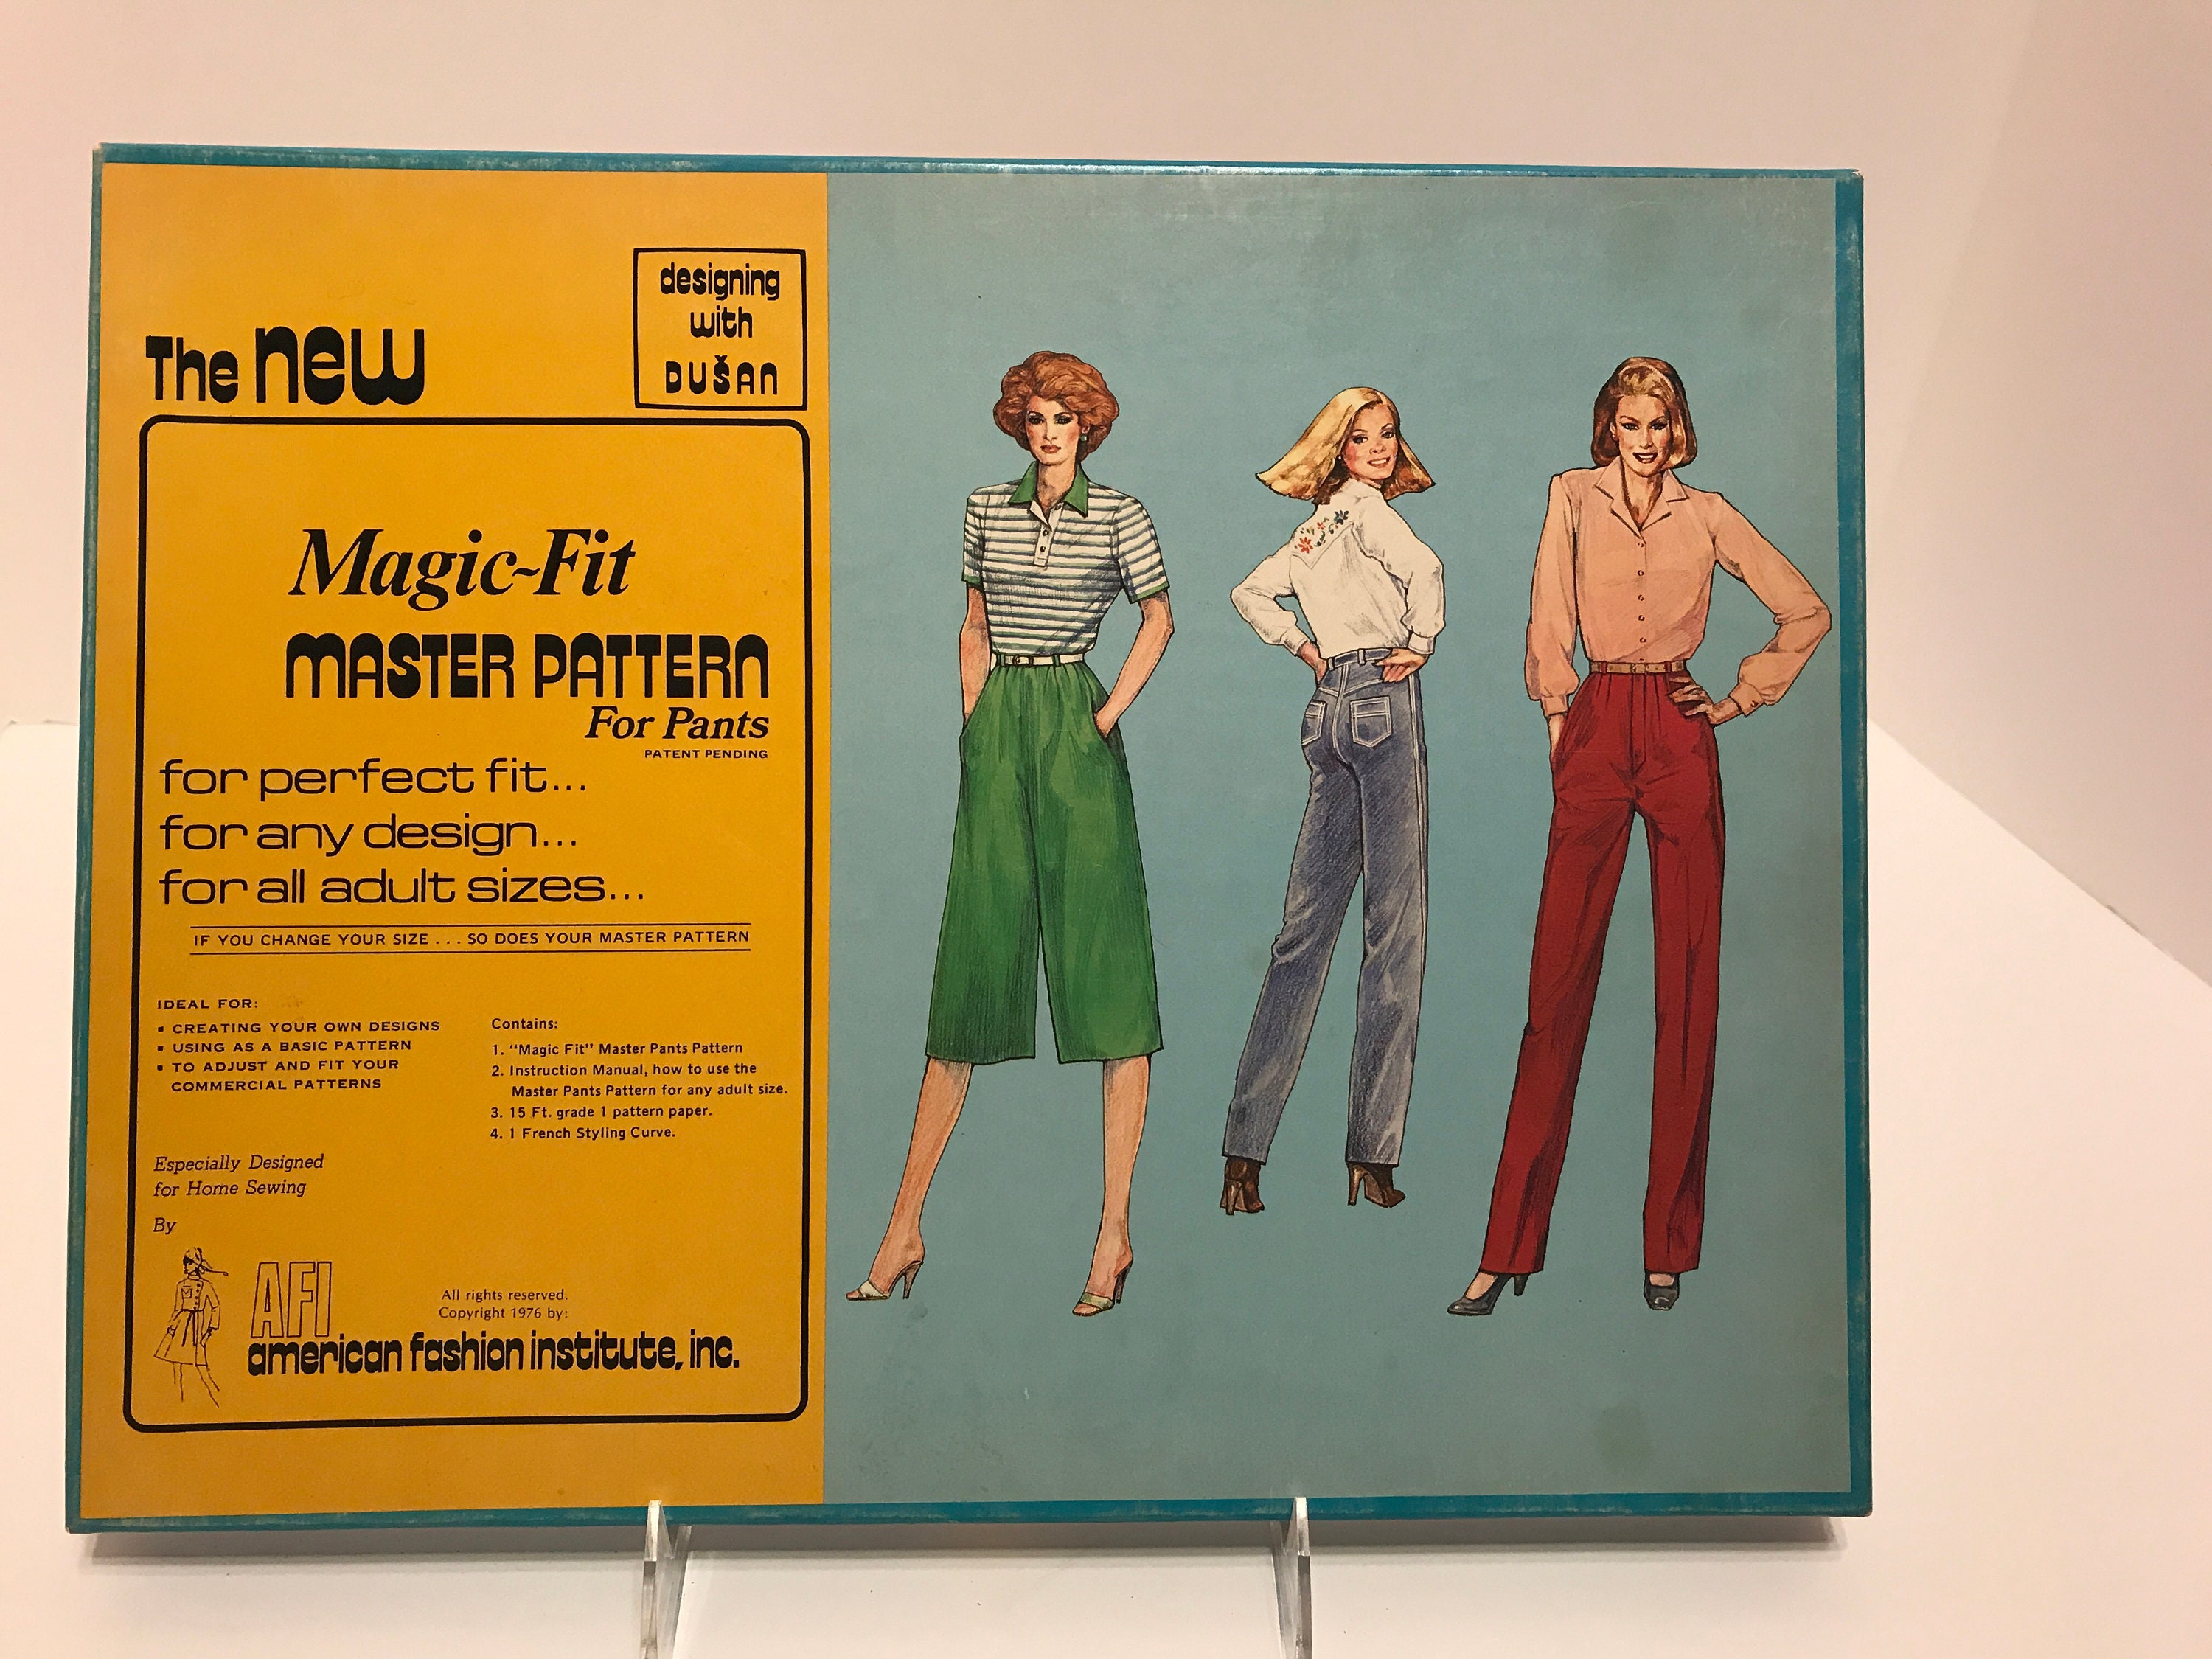 designing
with
DUŠAN
The new
Magic-Fit
MASTER PATTERN
For Pants
PATENT PENDING
for perfect fit...
for any design...
for all adult sizes...
IF YOU CHANGE YOUR SIZE . . . SO DOES YOUR MASTER PATTERN
IDEAL FOR:
▪ CREATING YOUR OWN DESIGNS
▪ USING AS A BASIC PATTERN
▪ TO ADJUST AND FIT YOUR
COMMERCIAL PATTERNS
Contains:
1. “Magic Fit” Master Pants Pattern
2. Instruction Manual, how to use the
Master Pants Pattern for any adult size.
3. 15 Ft. grade 1 pattern paper.
4. 1 French Styling Curve.
Especially Designed
for Home Sewing
By
AFI
All rights reserved.
Copyright 1976 by:
american fashion institute, inc.